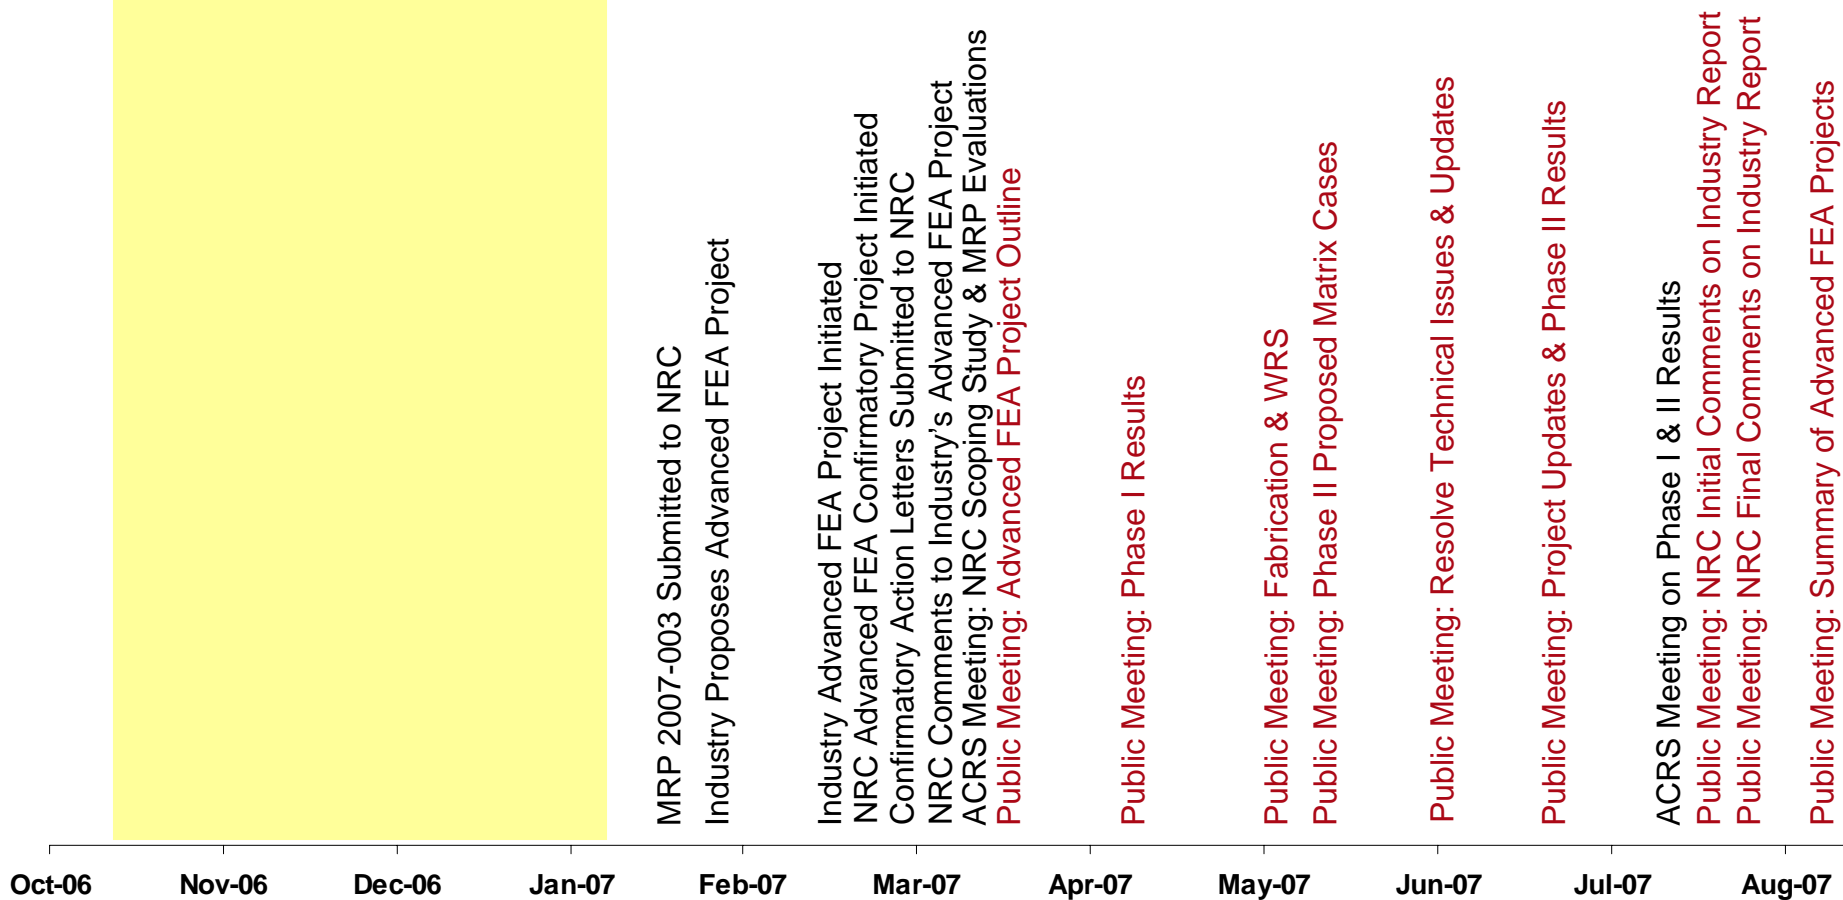 MRP 2007-003 Submitted to NRC
Industry Proposes Advanced FEA Project
Industry Advanced FEA Project Initiated
NRC Advanced FEA Confirmatory Project Initiated
Confirmatory Action Letters Submitted to NRC
NRC Comments to Industry’s Advanced FEA Project
ACRS Meeting: NRC Scoping Study & MRP Evaluations
Public Meeting: Advanced FEA Project Outline
Public Meeting: Phase I Results
Public Meeting: Fabrication & WRS
Public Meeting: Phase II Proposed Matrix Cases
Public Meeting: Resolve Technical Issues & Updates
Public Meeting: Project Updates & Phase II Results
ACRS Meeting on Phase I & II Results
Public Meeting: NRC Initial Comments on Industry Report
Public Meeting: NRC Final Comments on Industry Report
Public Meeting: Summary of Advanced FEA Projects
Oct-06 Nov-06 Dec-06 Jan-07 Feb-07 Mar-07 Apr-07 May-07 Jun-07 Jul-07 Aug-07